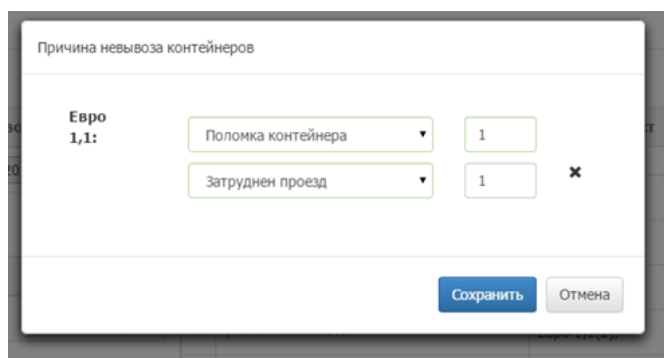 Причина невывоза контейнеров
Евро
1,1:
Поломка контейнера 1
Затруднен проезд 1
Сохранить Отмена